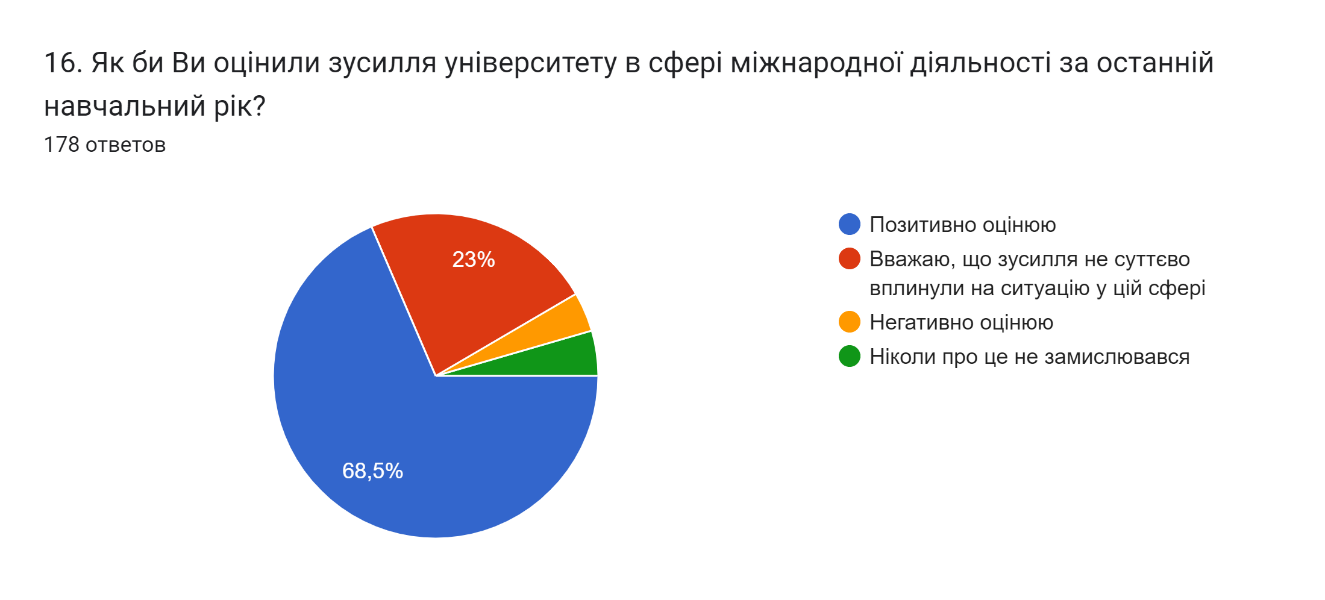 16. Як би Ви оцінили зусилля університету в сфері міжнародної діяльності за останній
навчальний рік?
178 ответов
23%
68,5%
Позитивно оцінюю
Вважаю, що зусилля не суттєво
вплинули на ситуацію у цій сфері
Негативно оцінюю
Ніколи про це не замислювався